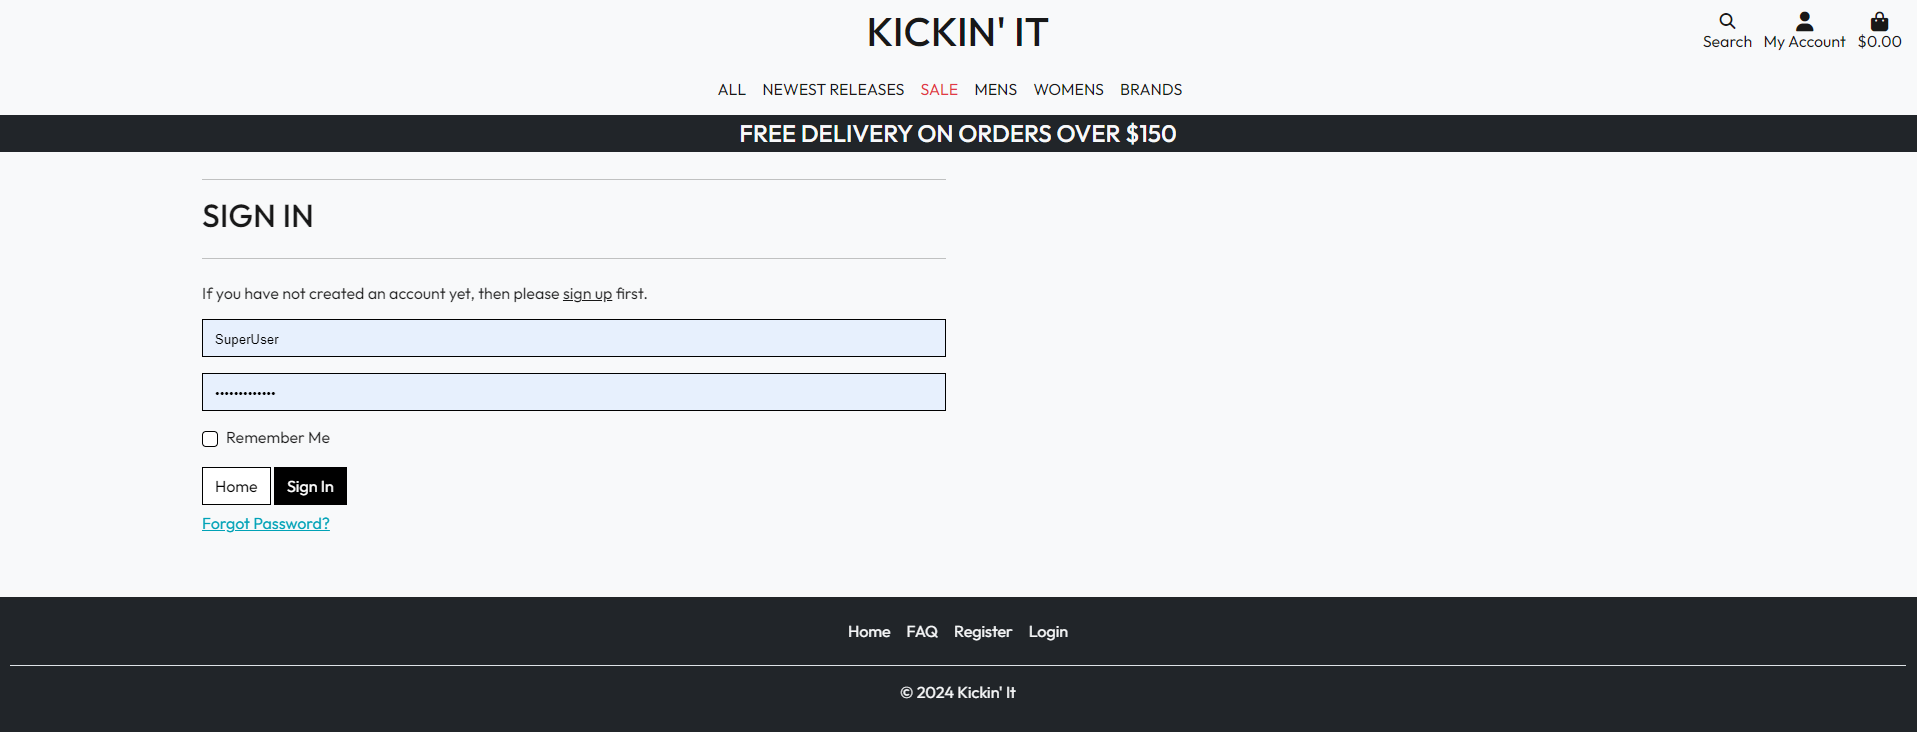 KICKIN' IT
Search My Account $0.00
ALL NEWEST RELEASES SALE MENS WOMENS BRANDS
FREE DELIVERY ON ORDERS OVER $150
SIGN IN
If you have not created an account yet, then please sign up first.
SuperUser
•••••••••••••
Remember Me
Home Sign In
Forgot Password?
Home FAQ Register Login
© 2024 Kickin' It